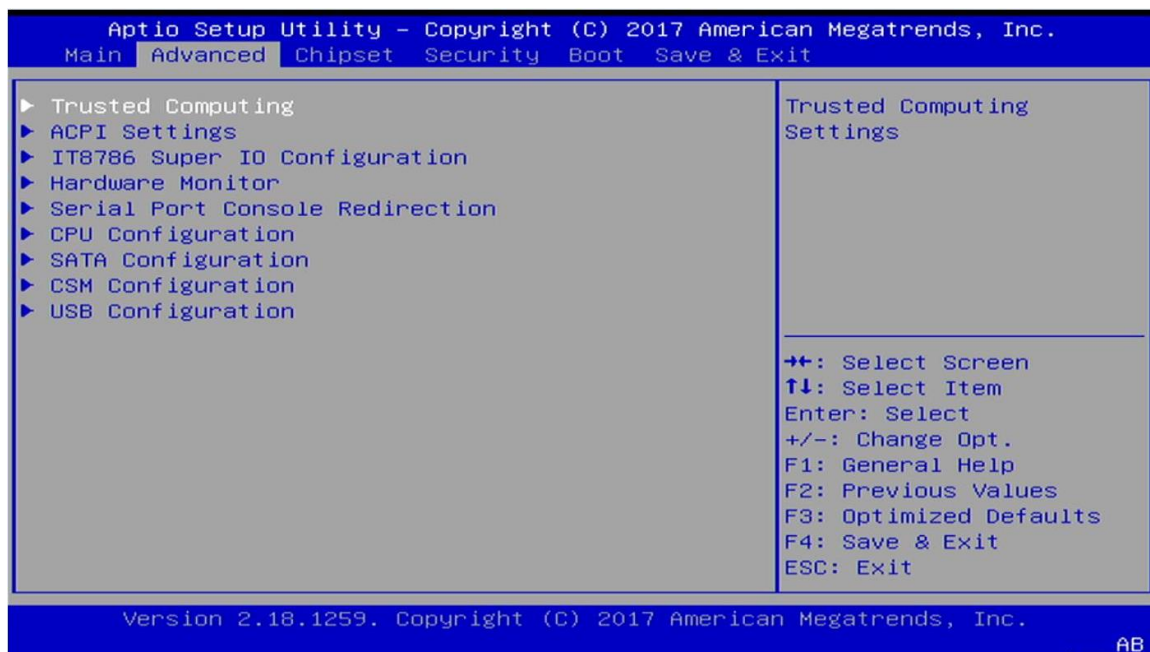 Aptio Setup Utility – Copyright (C) 2017 American Megatrends, Inc.
Main Advanced Chipset Security Boot Save & Exit
▶ Trusted Computing
▶ ACPI Settings
▶ IT8786 Super IO Configuration
▶ Hardware Monitor
▶ Serial Port Console Redirection
▶ CPU Configuration
▶ SATA Configuration
▶ CSM Configuration
▶ USB Configuration
Trusted Computing
Settings
→←: Select Screen
↑↓: Select Item
Enter: Select
+/-: Change Opt.
F1: General Help
F2: Previous Values
F3: Optimized Defaults
F4: Save & Exit
ESC: Exit
Version 2.18.1259. Copyright (C) 2017 American Megatrends, Inc.
AB